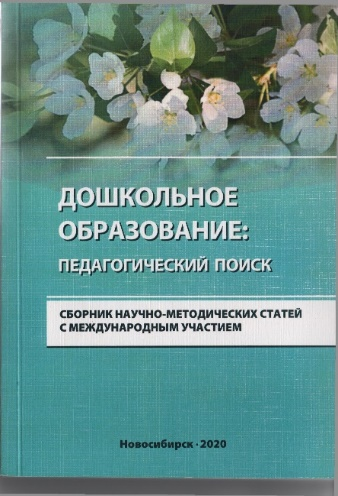 ДОШКОЛЬНОЕ
ОБРАЗОВАНИЕ:
ПЕДАГОГИЧЕСКИЙ ПОИСК
СБОРНИК НАУЧНО-МЕТОДИЧЕСКИХ СТАТЕЙ
С МЕЖДУНАРОДНЫМ УЧАСТИЕМ
Новосибирск · 2020